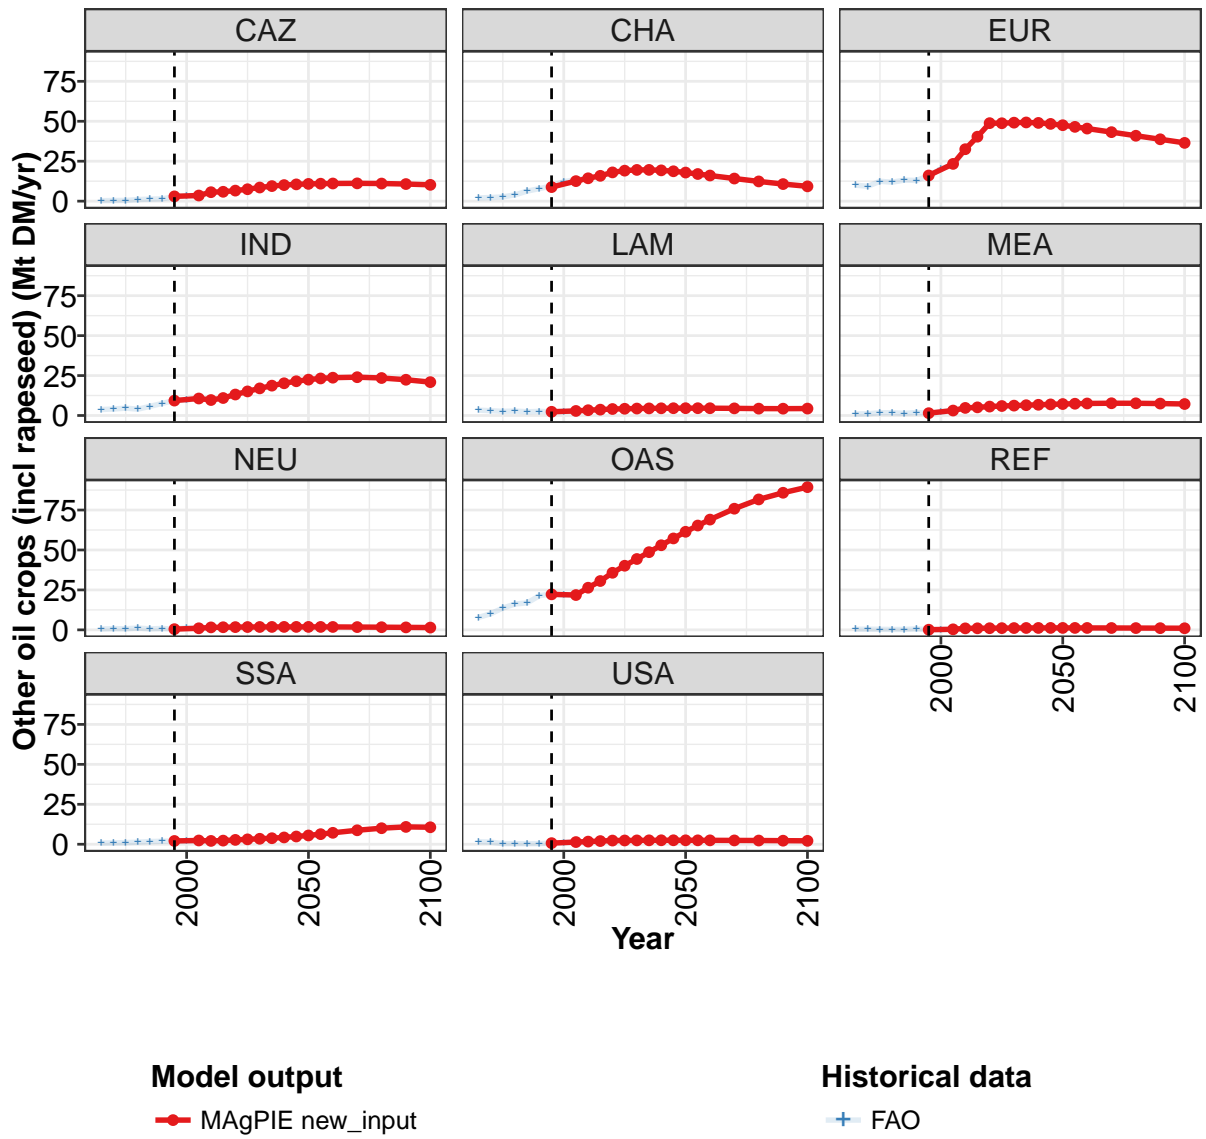 CAZ CHA EUR
75
50
25
0
IND LAM MEA
75
50
25
0
NEU OAS REF
75
50
25
0
2000 2050 2100
SSA USA
75
50
25
0
2000 2050 2100 2000 2050 2100
Year
Other oil crops (incl rapeseed) (Mt DM/yr)
Model output Historical data
MAgPIE new_input FAO